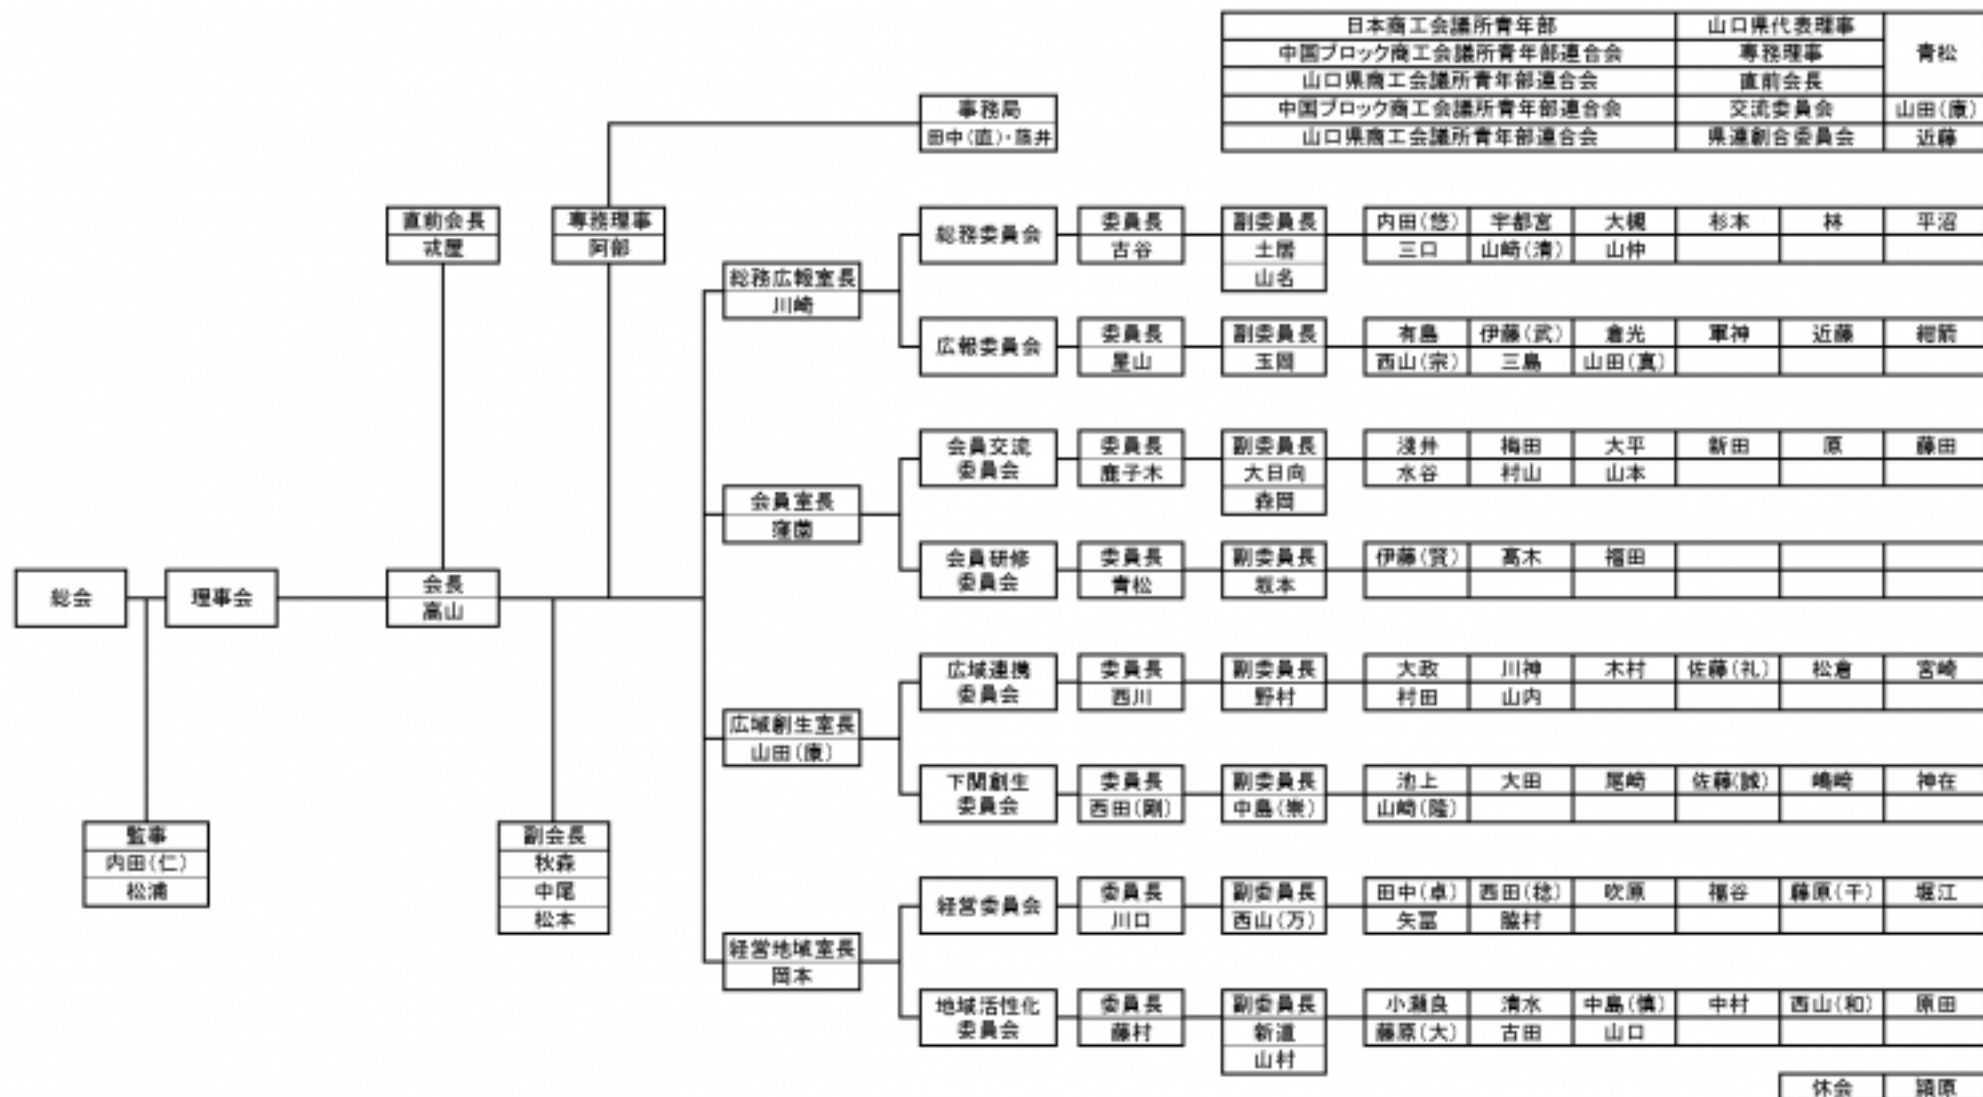 日本商工会議所青年部 山口県代表理事 青松
中国ブロック商工会議所青年部連合会 専務理事
山口県商工会議所青年部連合会 直前会長
中国ブロック商工会議所青年部連合会 交流委員会 山田(康)
山口県商工会議所青年部連合会 県連創合委員会 近藤
事務局
田中(直)・藤井
直前会長
戎屋
専務理事
阿部
総務広報室長
川崎
総務委員会
委員長
古谷
副委員長
土居
山名
内田(悠) 宇都宮 大槻 杉本 林 平沼
三口 山﨑(清) 山仲
広報委員会
委員長
星山
副委員長
玉岡
有島 伊藤(武) 倉光 軍神 近藤 紺箭
西山(宗) 三島 山田(真)
会員室長
窪薗
会員交流
委員会
委員長
鹿子木
副委員長
大日向
森岡
淺井 梅田 大平 新田 原 藤田
水谷 村山 山本
会員研修
委員会
委員長
青松
副委員長
坂本
伊藤(賢) 髙木 福田
総会
理事会
会長
高山
広域創生室長
山田(康)
広域連携
委員会
委員長
西川
副委員長
野村
大政 川神 木村 佐藤(礼) 松倉 宮崎
村田 山内
下関創生
委員会
委員長
西田(剛)
副委員長
中島(崇)
池上 大田 尾﨑 佐藤(誠) 嶋﨑 神在
山﨑(隆)
監事
内田(仁)
松浦
副会長
秋森
中尾
松本
経営地域室長
岡本
経営委員会
委員長
川口
副委員長
西山(万)
田中(卓) 西田(稔) 吹原 福谷 藤原(千) 堀江
矢冨 脇村
地域活性化
委員会
委員長
藤村
副委員長
新道
山村
小瀬良 清水 中島(慎) 中村 西山(和) 原田
藤原(大) 古田 山口
休会